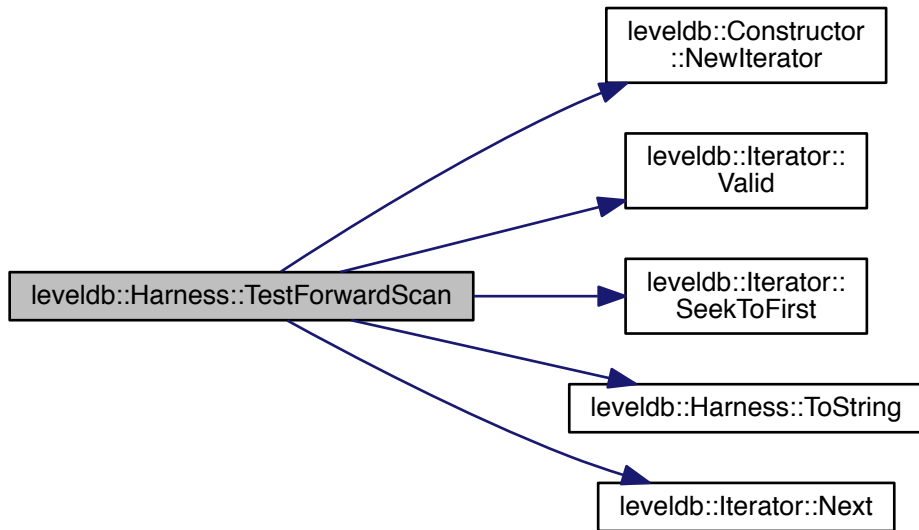 leveldb::Constructor
::NewIterator
leveldb::Iterator::
Valid
leveldb::Harness::TestForwardScan
leveldb::Iterator::
SeekToFirst
leveldb::Harness::ToString
leveldb::Iterator::Next